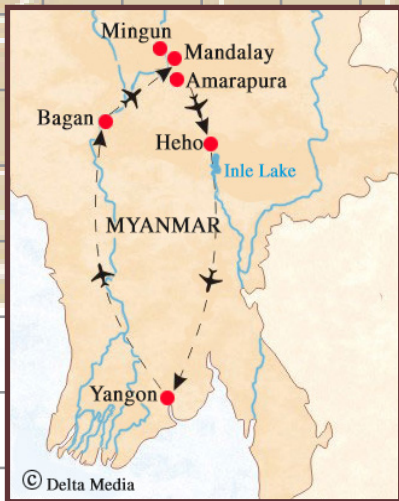 Mingun
Mandalay
Amarapura
Bagan
Heho
Inle Lake
MYANMAR
Yangon
© Delta Media